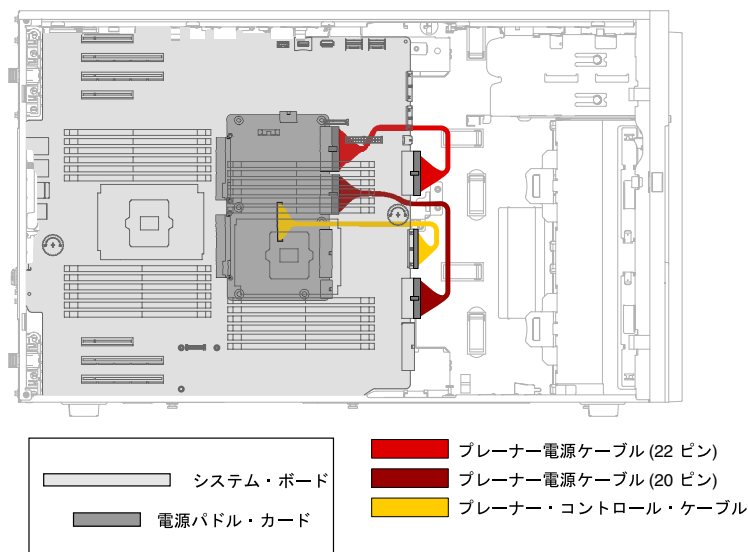 システム・ボード
電源パドル・カード
プレーナー電源ケーブル (22 ピン)
プレーナー電源ケーブル (20 ピン)
プレーナー・コントロール・ケーブル